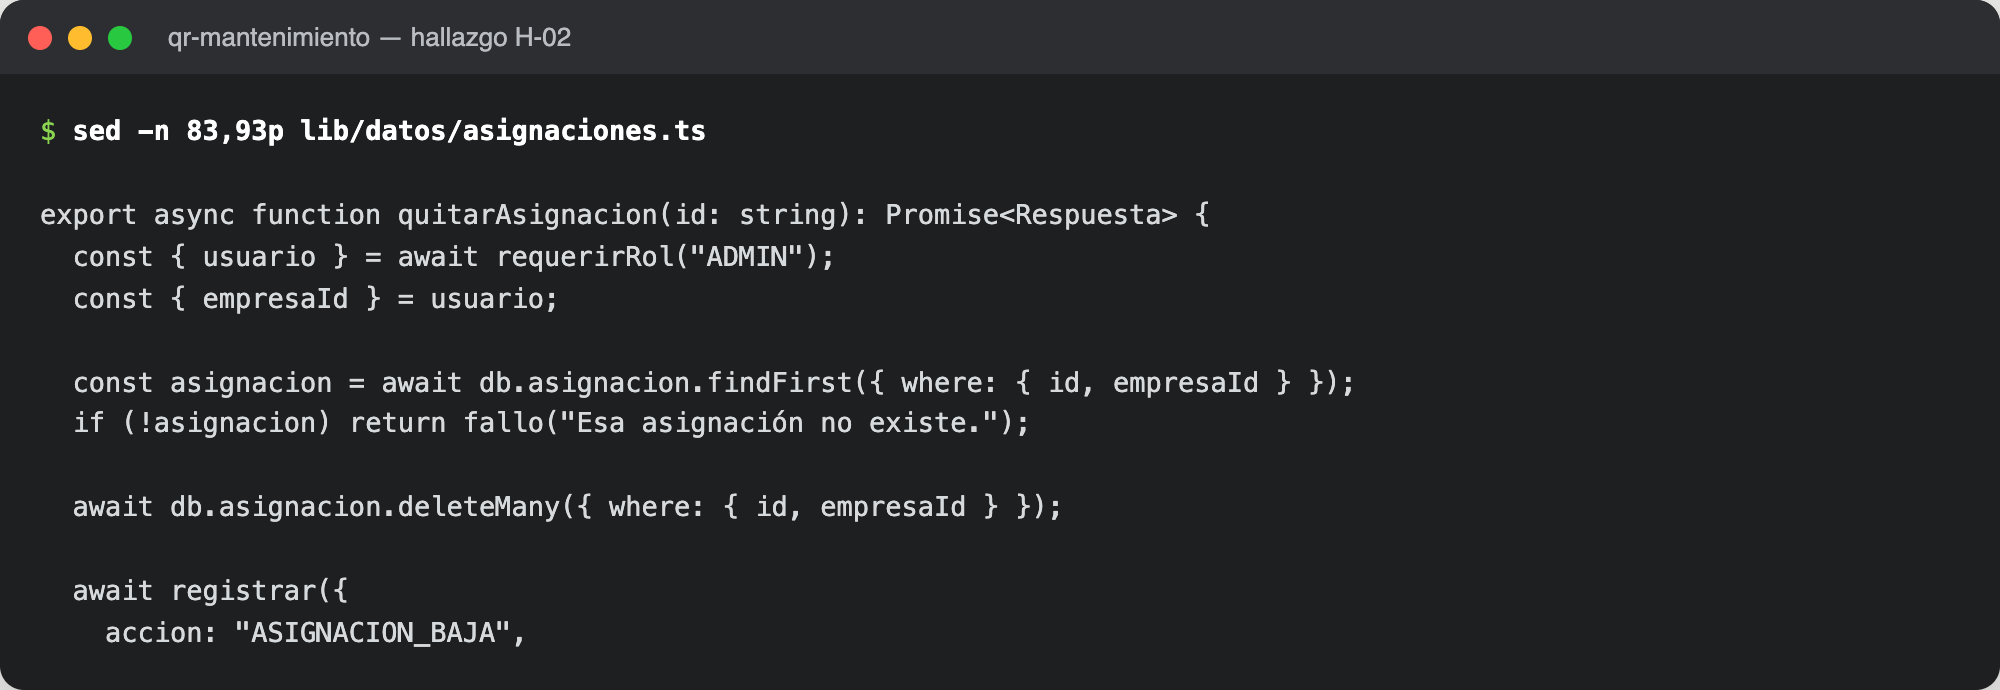 qr-mantenimiento — hallazgo H-02
$ sed -n 83,93p lib/datos/asignaciones.ts
export async function quitarAsignacion(id: string): Promise<Respuesta> {
  const { usuario } = await requerirRol("ADMIN");
  const { empresaId } = usuario;
  const asignacion = await db.asignacion.findFirst({ where: { id, empresaId } });
  if (!asignacion) return fallo("Esa asignación no existe.");
  await db.asignacion.deleteMany({ where: { id, empresaId } });
  await registrar({
    accion: "ASIGNACION_BAJA",